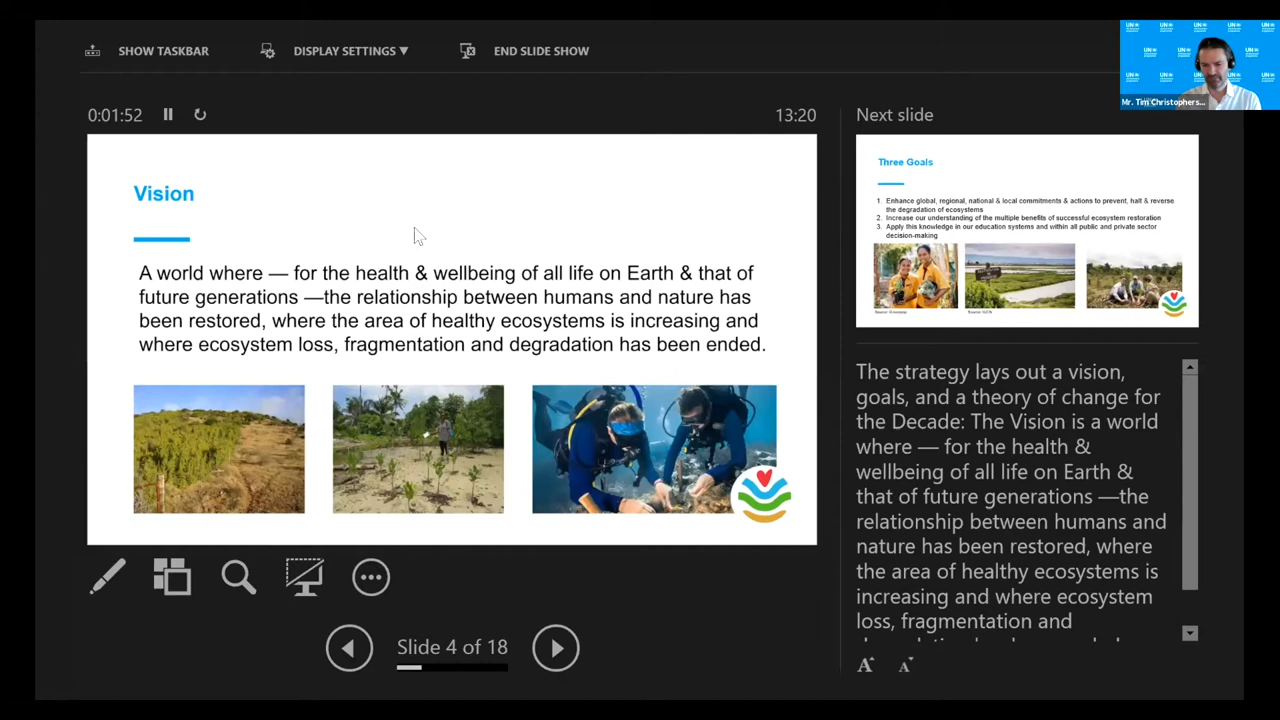 SHOW TASKBAR
DISPLAY SETTINGS ▼
END SLIDE SHOW
Mr. Tim Christophers...
0:01:52
13:20
Vision
A world where — for the health & wellbeing of all life on Earth & that of
future generations —the relationship between humans and nature has
been restored, where the area of healthy ecosystems is increasing and
where ecosystem loss, fragmentation and degradation has been ended.
Slide 4 of 18
Next slide
Three Goals
1. Enhance global, regional, national & local commitments & actions to prevent, halt & reverse
the degradation of ecosystems
2. Increase our understanding of the multiple benefits of successful ecosystem restoration
3. Apply this knowledge in our education systems and within all public and private sector
decision-making
The strategy lays out a vision,
goals, and a theory of change for
the Decade: The Vision is a world
where — for the health &
wellbeing of all life on Earth &
that of future generations —the
relationship between humans and
nature has been restored, where
the area of healthy ecosystems is
increasing and where ecosystem
loss, fragmentation and
A A